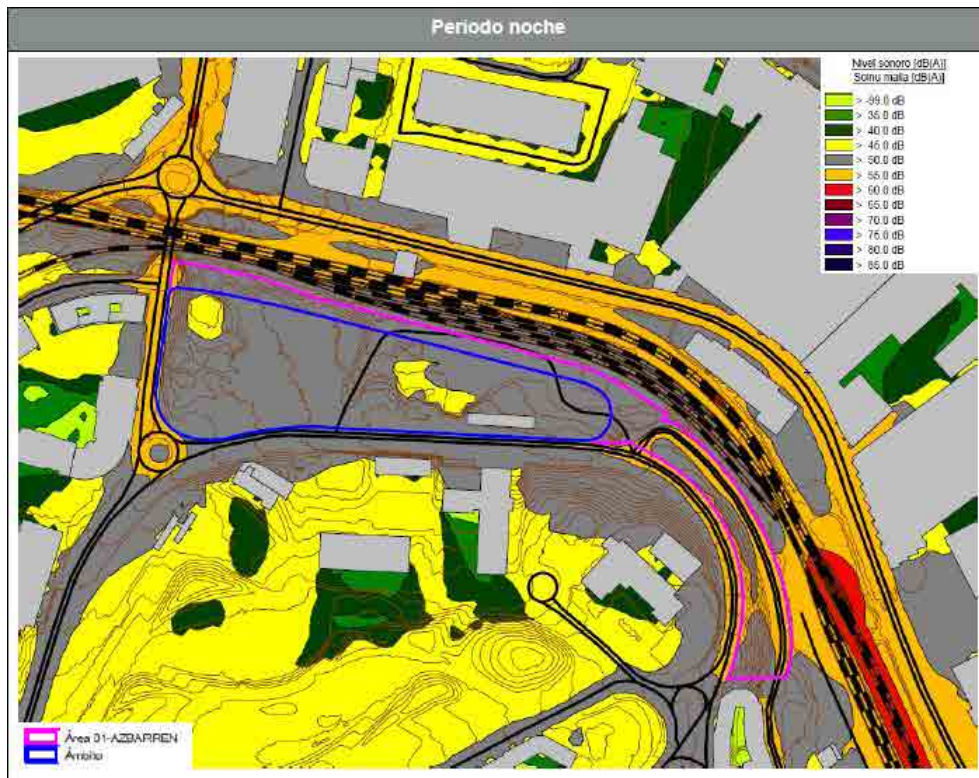 Periodo noche
Nivel sonoro [dB(A)]
Soinu maila [dB(A)]
> -99.0 dB
> 35.0 dB
> 40.0 dB
> 45.0 dB
> 50.0 dB
> 55.0 dB
> 60.0 dB
> 65.0 dB
> 70.0 dB
> 75.0 dB
> 80.0 dB
> 85.0 dB
Área 01-AZBARREN
Ámbito